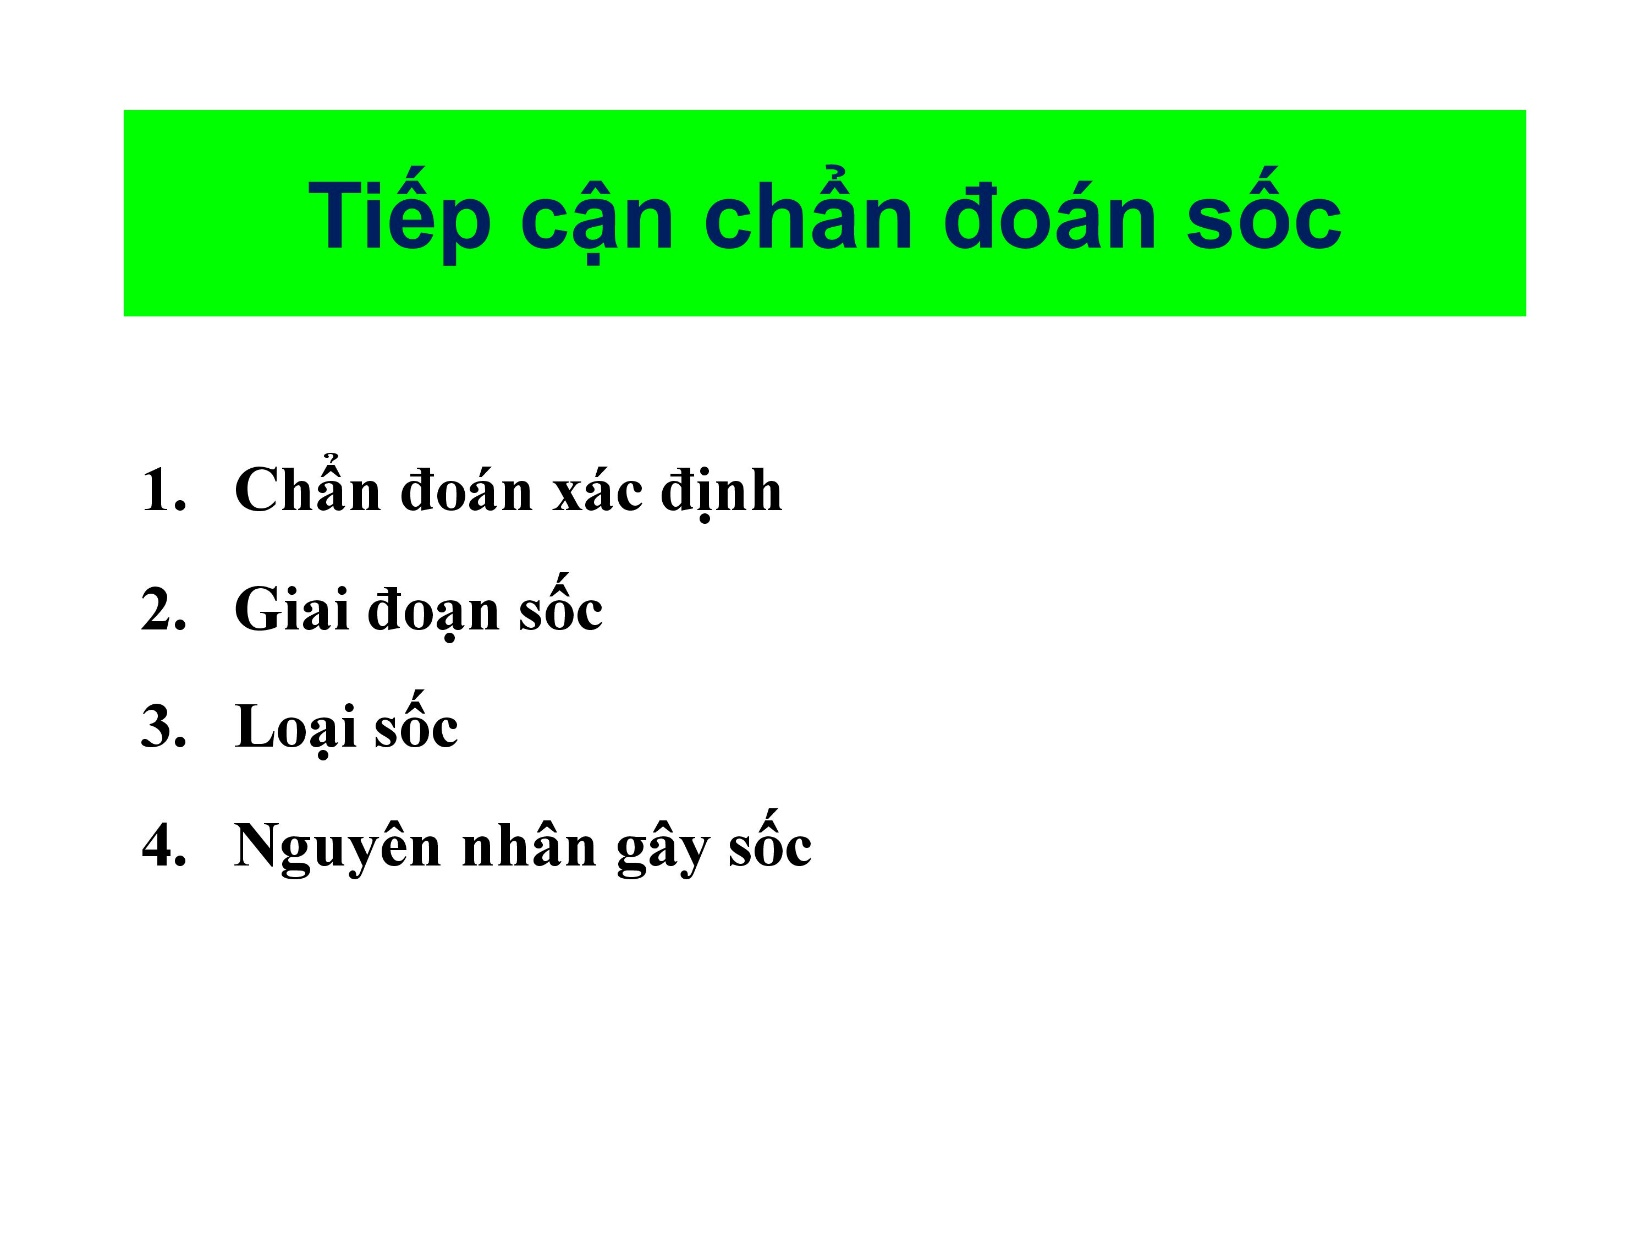 Tiếp cận chẩn đoán sốc
1. Chẩn đoán xác định
2. Giai đoạn sốc
3. Loại sốc
4. Nguyên nhân gây sốc